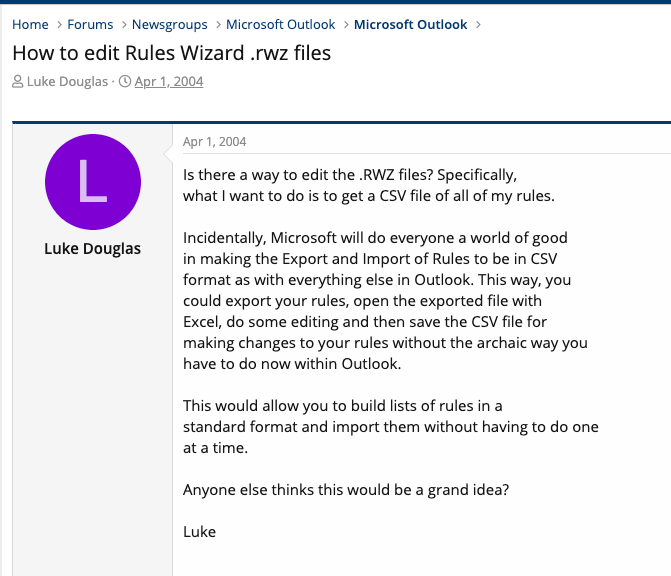 Home > Forums > Newsgroups > Microsoft Outlook > Microsoft Outlook >
How to edit Rules Wizard .rwz files
Luke Douglas · Apr 1, 2004
L
Luke Douglas
Apr 1, 2004
Is there a way to edit the .RWZ files? Specifically,
what I want to do is to get a CSV file of all of my rules.
Incidentally, Microsoft will do everyone a world of good
in making the Export and Import of Rules to be in CSV
format as with everything else in Outlook. This way, you
could export your rules, open the exported file with
Excel, do some editing and then save the CSV file for
making changes to your rules without the archaic way you
have to do now within Outlook.
This would allow you to build lists of rules in a
standard format and import them without having to do one
at a time.
Anyone else thinks this would be a grand idea?
Luke